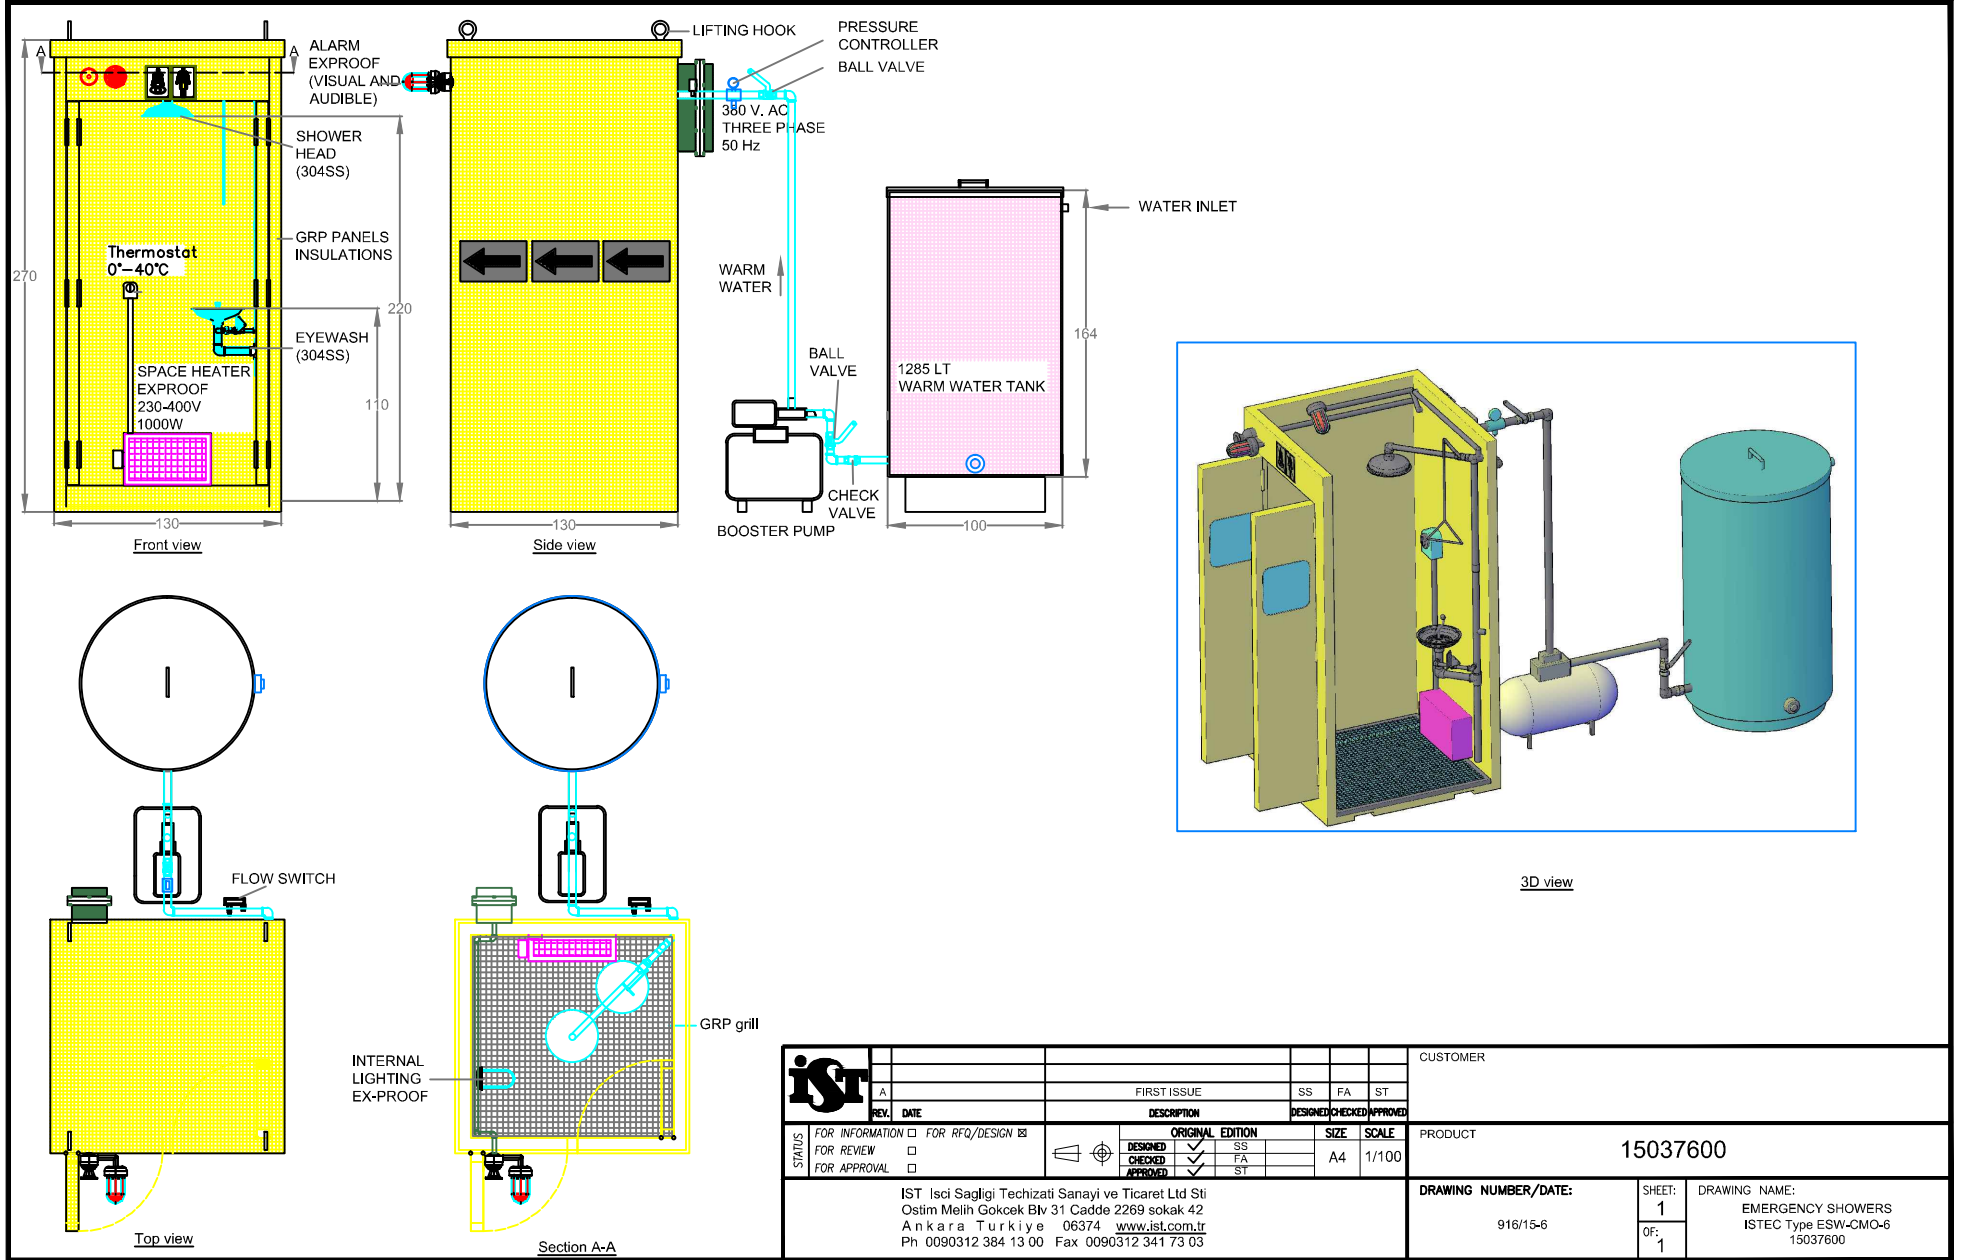 A
A
ALARM
EXPROOF
(VISUAL AND
AUDIBLE)
SHOWER
HEAD
(304SS)
GRP PANELS
INSULATIONS
Thermostat
0°-40°C
270
220
EYEWASH
(304SS)
SPACE HEATER
EXPROOF
230-400V
1000W
110
130
Front view
LIFTING HOOK
PRESSURE
CONTROLLER
BALL VALVE
380 V. AC
THREE PHASE
50 Hz
WATER INLET
WARM
WATER
164
BALL
VALVE
1285 LT
WARM WATER TANK
CHECK
VALVE
BOOSTER PUMP
130
100
Side view
3D view
FLOW SWITCH
GRP grill
INTERNAL
LIGHTING
EX-PROOF
Top view
Section A-A
iST
A FIRST ISSUE SS FA ST
REV. DATE DESCRIPTION DESIGNED CHECKED APPROVED
CUSTOMER
STATUS
FOR INFORMATION FOR RFQ/DESIGN
FOR REVIEW
FOR APPROVAL
ORIGINAL EDITION
DESIGNED SS
CHECKED FA
APPROVED ST
SIZE SCALE
A4 1/100
PRODUCT
15037600
IST Isci Sagligi Techizati Sanayi ve Ticaret Ltd Sti
Ostim Melih Gokcek Blv 31 Cadde 2269 sokak 42
Ankara Turkiye 06374 www.ist.com.tr
Ph 0090312 384 13 00 Fax 0090312 341 73 03
DRAWING NUMBER/DATE:
916/15-6
SHEET:
1
OF:
1
DRAWING NAME:
EMERGENCY SHOWERS
ISTEC Type ESW-CMO-6
15037600